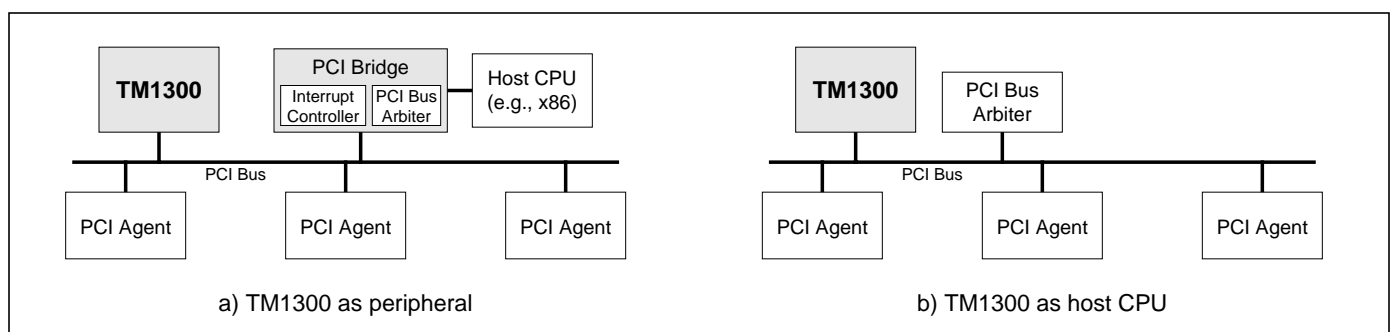 TM1300
PCI Bridge
Interrupt
Controller
PCI Bus
Arbiter
Host CPU
(e.g., x86)
PCI Bus
PCI Agent
PCI Agent
PCI Agent
a) TM1300 as peripheral
TM1300
PCI Bus
Arbiter
PCI Bus
PCI Agent
PCI Agent
PCI Agent
b) TM1300 as host CPU